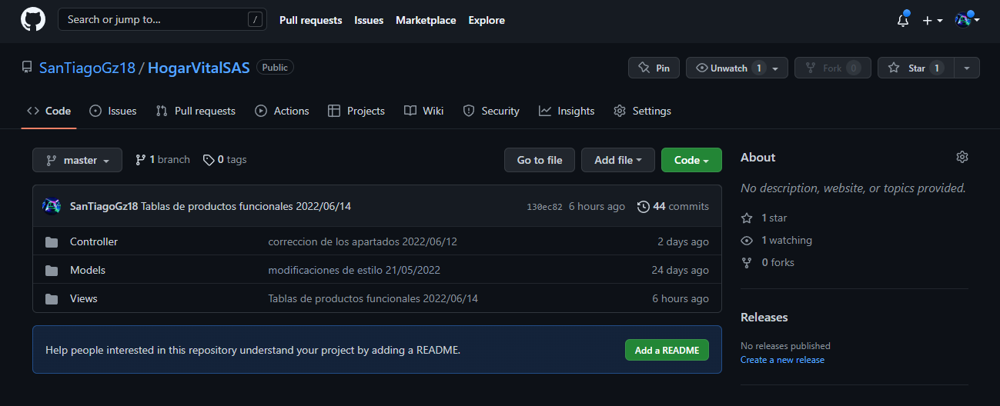 Search or jump to... / Pull requests Issues Marketplace Explore
SanTiagoGz18 / HogarVitalSAS Public Pin Unwatch 1 Fork 0 Star 1
Code Issues Pull requests Actions Projects Wiki Security Insights Settings
master 1 branch 0 tags Go to file Add file Code
SanTiagoGz18 Tablas de productos funcionales 2022/06/14 130ec82 6 hours ago 44 commits
Controller correccion de los apartados 2022/06/12 2 days ago
Models modificaciones de estilo 21/05/2022 24 days ago
Views Tablas de productos funcionales 2022/06/14 6 hours ago
Help people interested in this repository understand your project by adding a README. Add a README
About
No description, website, or topics provided.
1 star
1 watching
0 forks
Releases
No releases published
Create a new release